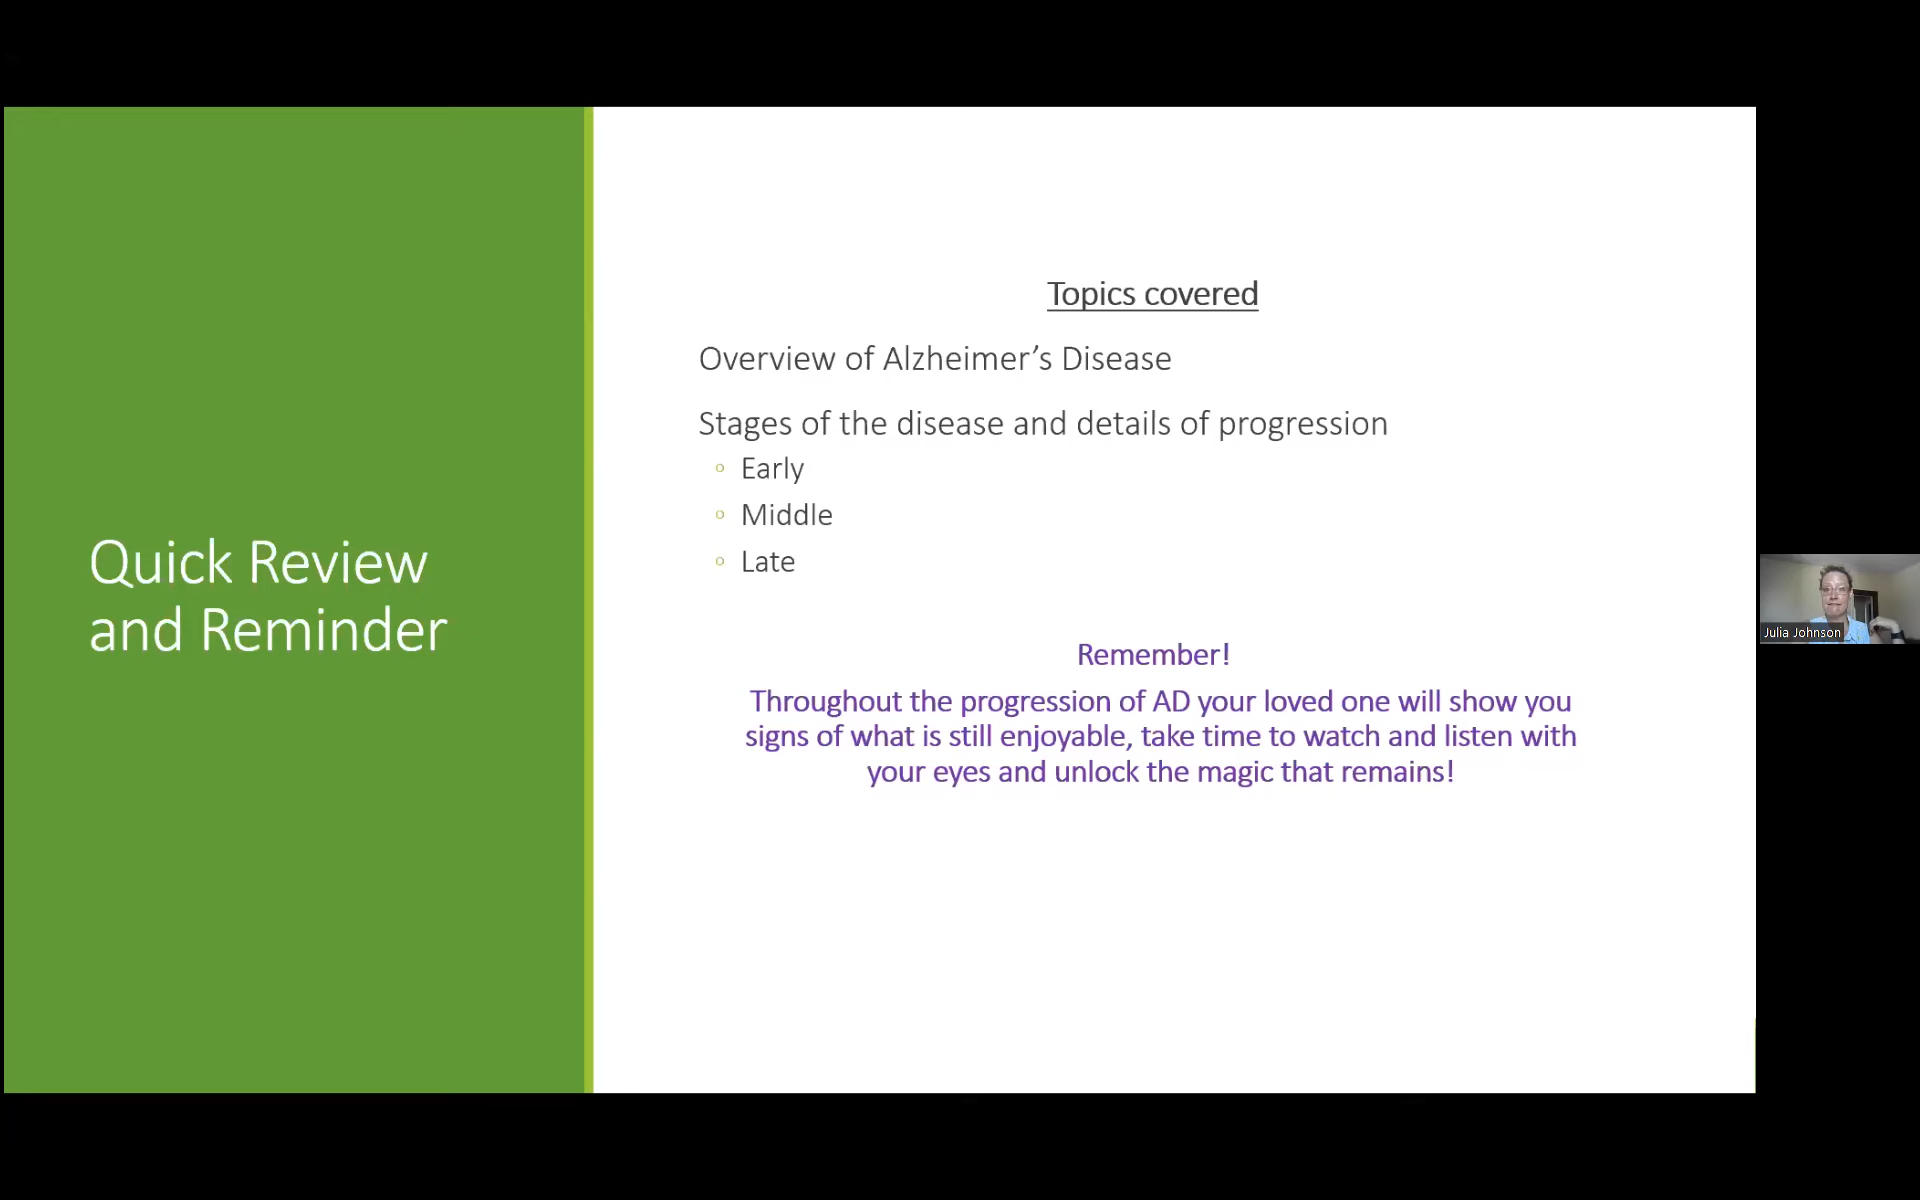 Quick Review
and Reminder
Topics covered
Overview of Alzheimer’s Disease
Stages of the disease and details of progression
Early
Middle
Late
Remember!
Throughout the progression of AD your loved one will show you
signs of what is still enjoyable, take time to watch and listen with
your eyes and unlock the magic that remains!
Julia Johnson